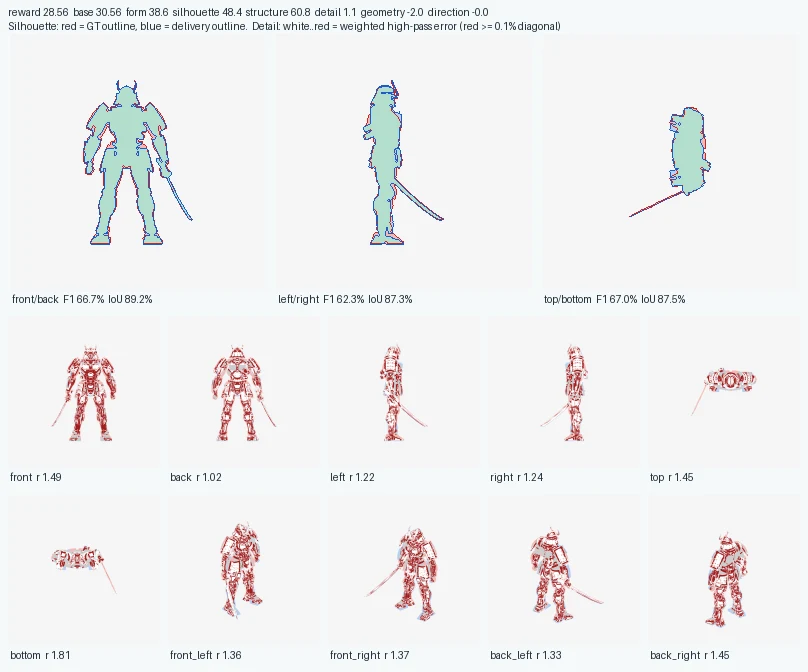 reward 28.56 base 30.56 form 38.6 silhouette 48.4 structure 60.8 detail 1.1 geometry -2.0 direction -0.0
Silhouette: red = GT outline, blue = delivery outline. Detail: white..red = weighted high-pass error (red >= 0.1% diagonal)
front/back F1 66.7% IoU 89.2%
left/right F1 62.3% IoU 87.3%
top/bottom F1 67.0% IoU 87.5%
front r 1.49
back r 1.02
left r 1.22
right r 1.24
top r 1.45
bottom r 1.81
front_left r 1.36
front_right r 1.37
back_left r 1.33
back_right r 1.45